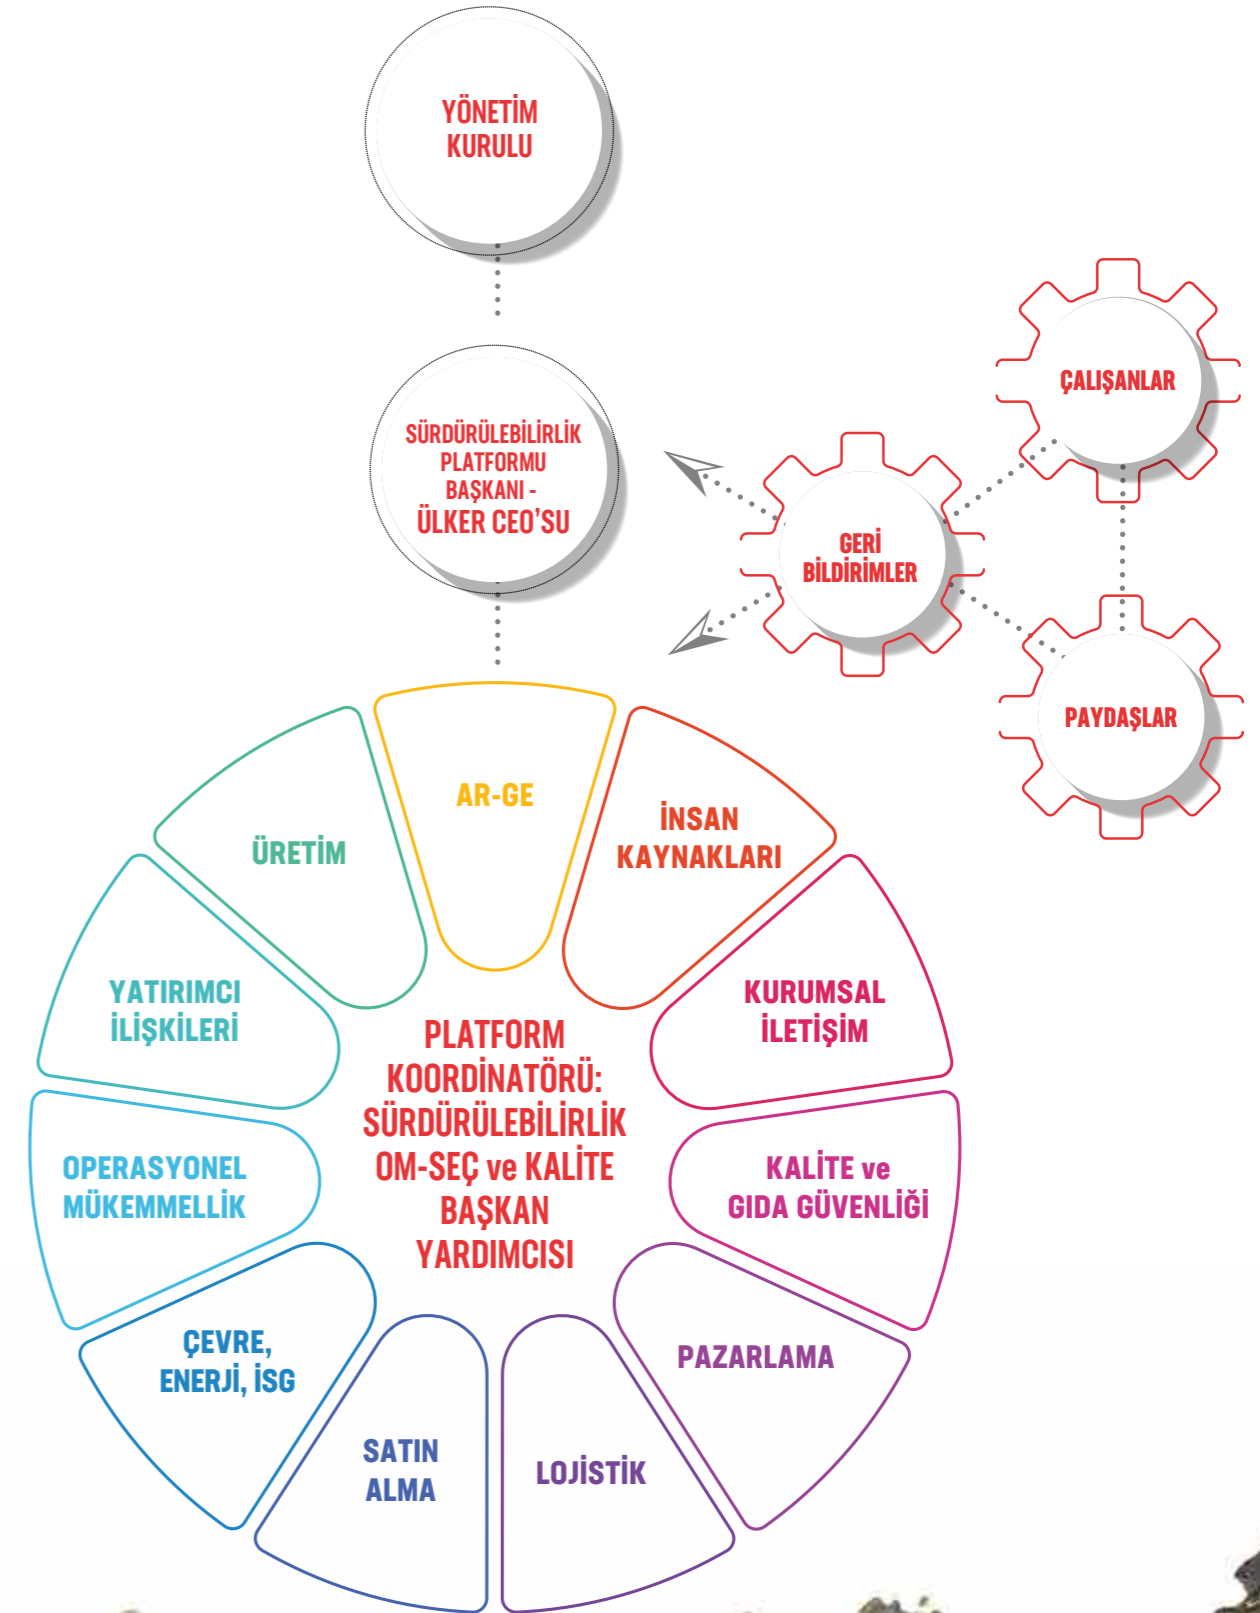 YÖNETİM
KURULU
SÜRDÜRÜLEBİLİRLİK
PLATFORMU
BAŞKANI -
ÜLKER CEO'SU
ÇALIŞANLAR
GERİ
BİLDİRİMLER
PAYDAŞLAR
AR-GE
İNSAN
KAYNAKLARI
KURUMSAL
İLETİŞİM
KALİTE ve
GIDA GÜVENLİĞİ
PAZARLAMA
LOJİSTİK
SATIN
ALMA
ÇEVRE,
ENERJİ, İSG
OPERASYONEL
MÜKEMMELLİK
YATIRIMCI
İLİŞKİLERİ
ÜRETİM
PLATFORM
KOORDİNATÖRÜ:
SÜRDÜRÜLEBİLİRLİK
OM-SEÇ ve KALİTE
BAŞKAN
YARDIMCISI